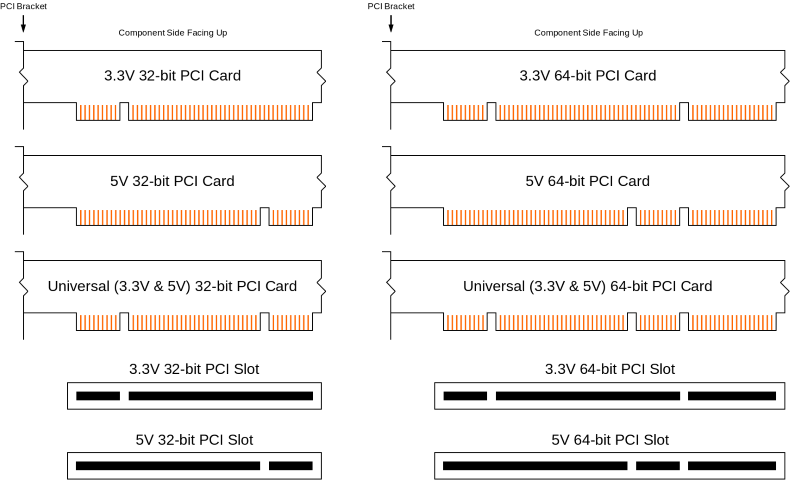 PCI Bracket
PCI Bracket
Component Side Facing Up
Component Side Facing Up
3.3V 32-bit PCI Card
3.3V 64-bit PCI Card
5V 32-bit PCI Card
5V 64-bit PCI Card
Universal (3.3V & 5V) 32-bit PCI Card
Universal (3.3V & 5V) 64-bit PCI Card
3.3V 32-bit PCI Slot
3.3V 64-bit PCI Slot
5V 32-bit PCI Slot
5V 64-bit PCI Slot